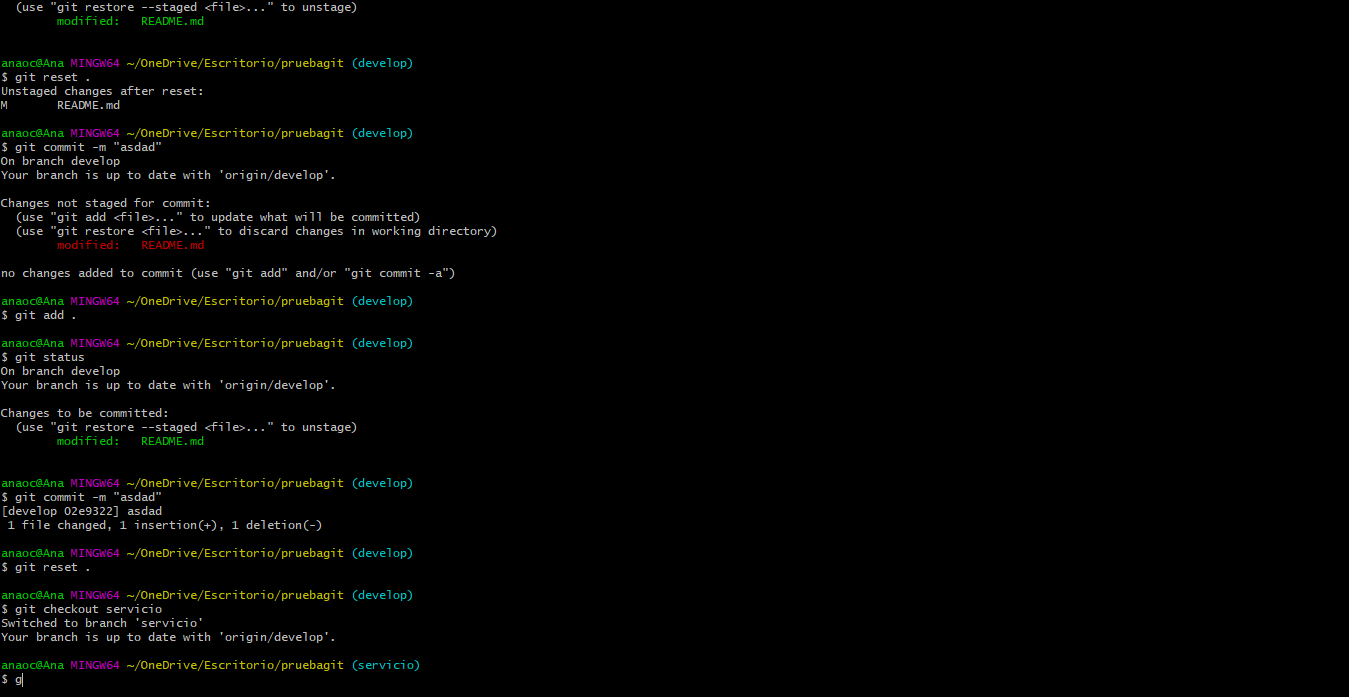 (use "git restore --staged <file>..." to unstage)
modified:   README.md
anaoc@Ana MINGW64 ~/OneDrive/Escritorio/pruebagit (develop)
$ git reset .
Unstaged changes after reset:
M       README.md
anaoc@Ana MINGW64 ~/OneDrive/Escritorio/pruebagit (develop)
$ git commit -m "asdad"
On branch develop
Your branch is up to date with 'origin/develop'.
Changes not staged for commit:
(use "git add <file>..." to update what will be committed)
(use "git restore <file>..." to discard changes in working directory)
modified:   README.md
no changes added to commit (use "git add" and/or "git commit -a")
anaoc@Ana MINGW64 ~/OneDrive/Escritorio/pruebagit (develop)
$ git add .
anaoc@Ana MINGW64 ~/OneDrive/Escritorio/pruebagit (develop)
$ git status
On branch develop
Your branch is up to date with 'origin/develop'.
Changes to be committed:
(use "git restore --staged <file>..." to unstage)
modified:   README.md
anaoc@Ana MINGW64 ~/OneDrive/Escritorio/pruebagit (develop)
$ git commit -m "asdad"
[develop 02e9322] asdad
1 file changed, 1 insertion(+), 1 deletion(-)
anaoc@Ana MINGW64 ~/OneDrive/Escritorio/pruebagit (develop)
$ git reset .
anaoc@Ana MINGW64 ~/OneDrive/Escritorio/pruebagit (develop)
$ git checkout servicio
Switched to branch 'servicio'
Your branch is up to date with 'origin/develop'.
anaoc@Ana MINGW64 ~/OneDrive/Escritorio/pruebagit (servicio)
$ g